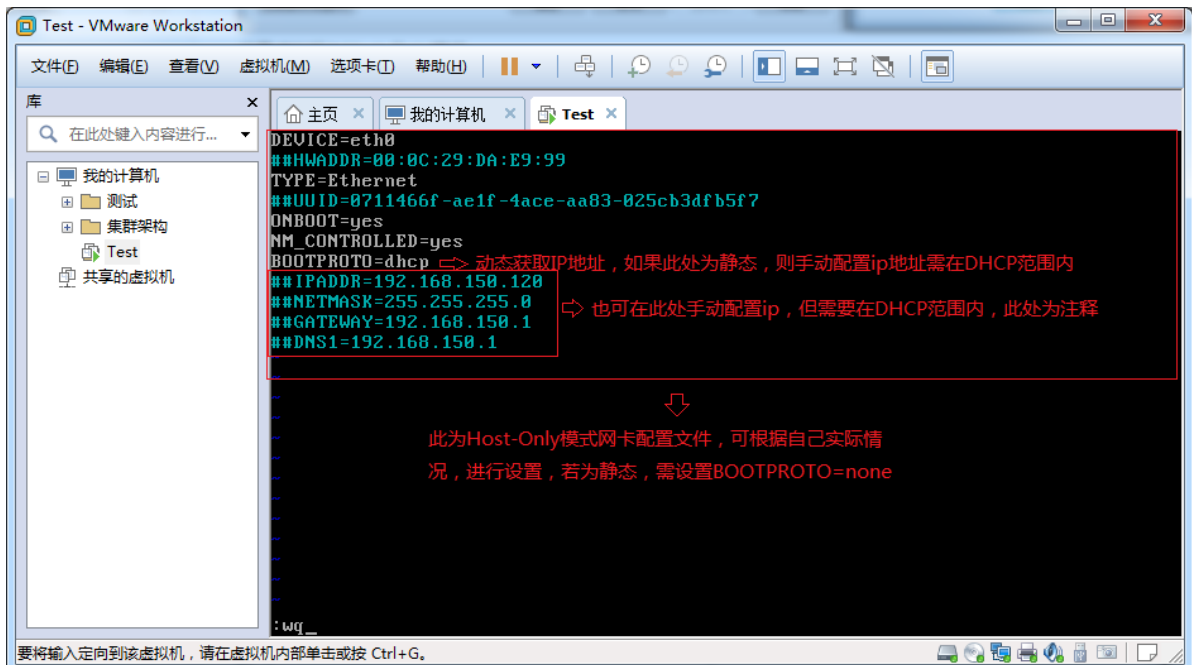 Test - VMware Workstation
文件(F) 编辑(E) 查看(V) 虚拟机(M) 选项卡(T) 帮助(H)
库
在此处键入内容进行...
我的计算机
测试
集群架构
Test
共享的虚拟机
主页 我的计算机 Test
DEVICE=eth0
##HWADDR=00:0C:29:DA:E9:99
TYPE=Ethernet
##UUID=0711466f-ae1f-4ace-aa83-025cb3dfb5f7
ONBOOT=yes
NM_CONTROLLED=yes
BOOTPROTO=dhcp 动态获取IP地址，如果此处为静态，则手动配置ip地址需在DHCP范围内
##IPADDR=192.168.150.120
##NETMASK=255.255.255.0
也可在此处手动配置ip，但需要在DHCP范围内，此处为注释
##GATEWAY=192.168.150.1
##DNS1=192.168.150.1
~
~
~
此为Host-Only模式网卡配置文件，可根据自己实际情
况，进行设置，若为静态，需设置BOOTPROTO=none
~
~
~
~
~
~
~
~
~
:wq_
要将输入定向到该虚拟机，请在虚拟机内部单击或按 Ctrl+G。